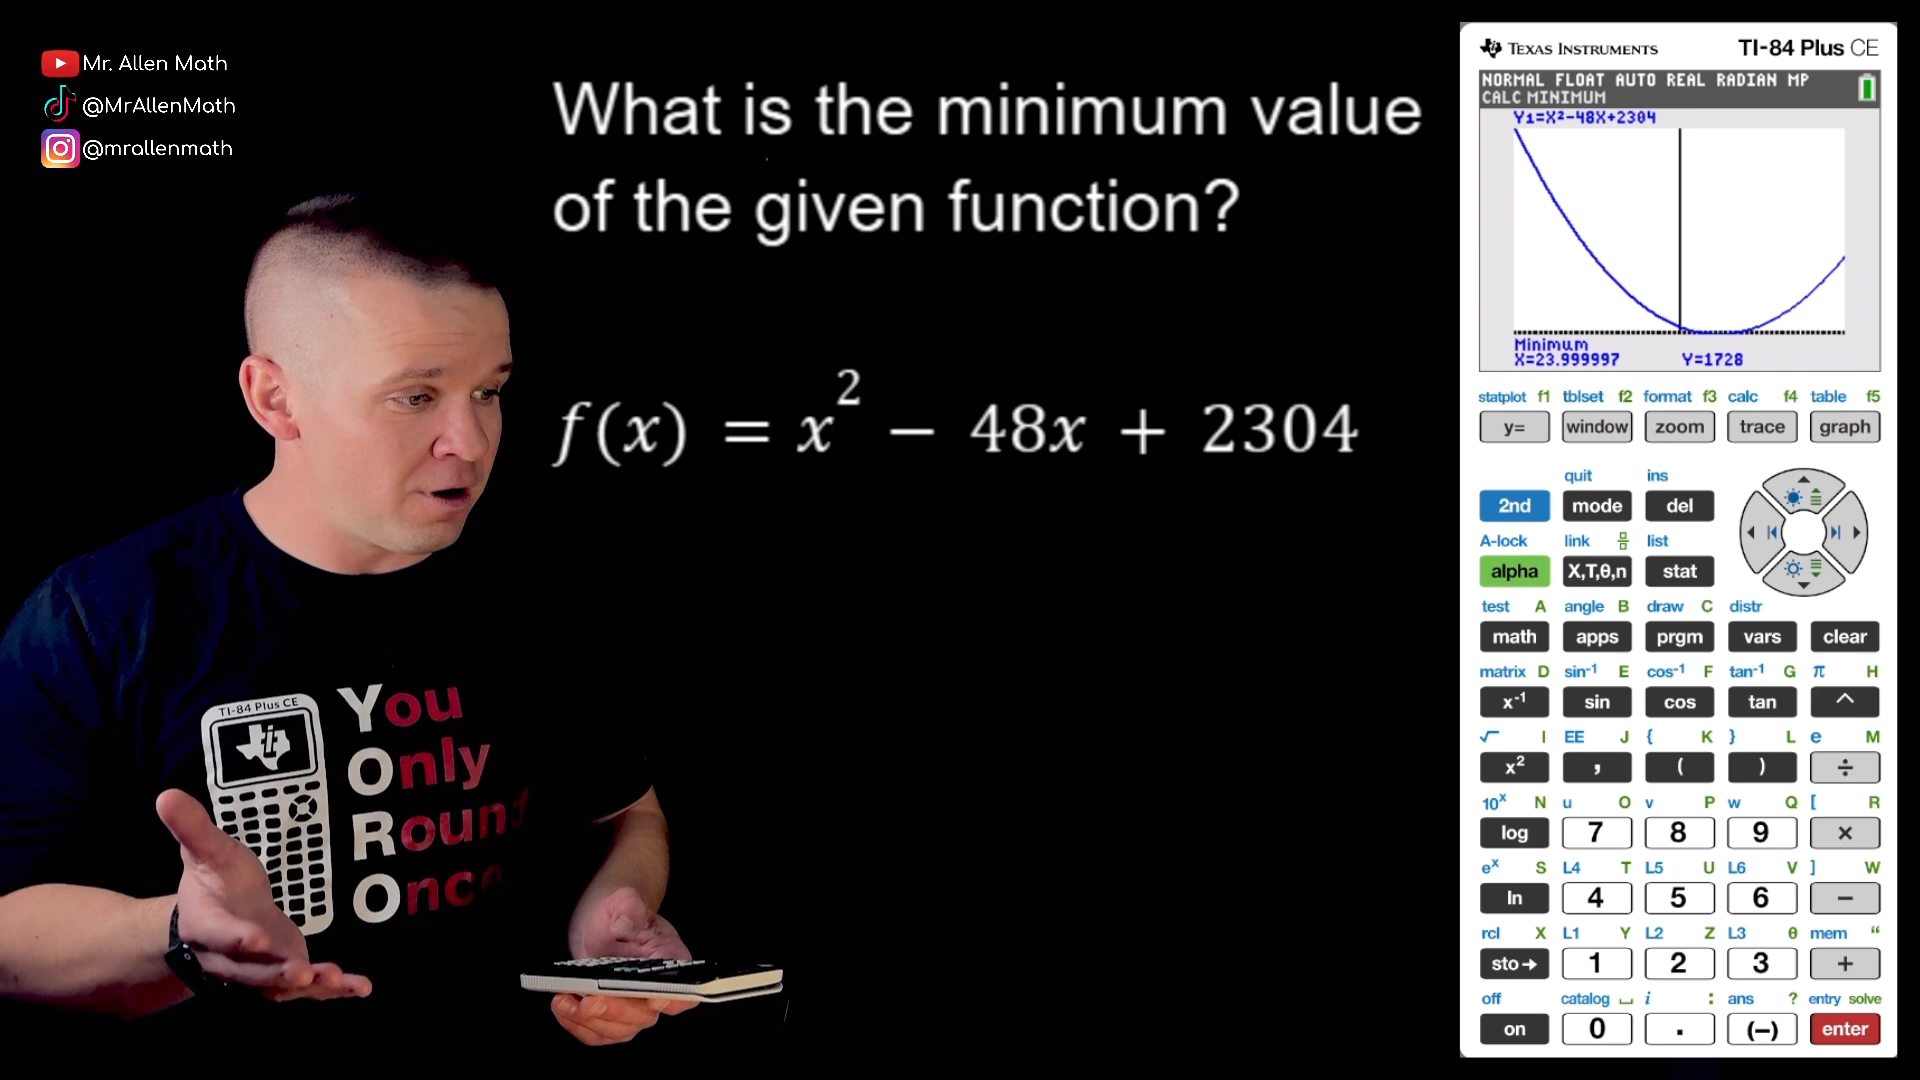 Mr. Allen Math
@MrAllenMath
@mrallenmath
What is the minimum value
of the given function?
f(x) = x² − 48x + 2304
TI-84 Plus CE
You
Only
Round
Once
TEXAS INSTRUMENTS TI-84 Plus CE
NORMAL FLOAT AUTO REAL RADIAN MP
CALC MINIMUM
Y₁=X²-48X+2304
Minimum
X=23.999997 Y=1728
statplot f1 tblset f2 format f3 calc f4 table f5
y= window zoom trace graph
quit ins
2nd mode del
A-lock link list
alpha X,T,θ,n stat
test A angle B draw C distr
math apps prgm vars clear
matrix D sin⁻¹ E cos⁻¹ F tan⁻¹ G π H
x⁻¹ sin cos tan ^
√ I EE J { K } L e M
x² , ( ) ÷
10ˣ N u O v P w Q [ R
log 7 8 9 ×
eˣ S L4 T L5 U L6 V ] W
ln 4 5 6 −
rcl X L1 Y L2 Z L3 θ mem “
sto→ 1 2 3 +
off catalog ⎵ i : ans ? entry solve
on 0 . (−) enter